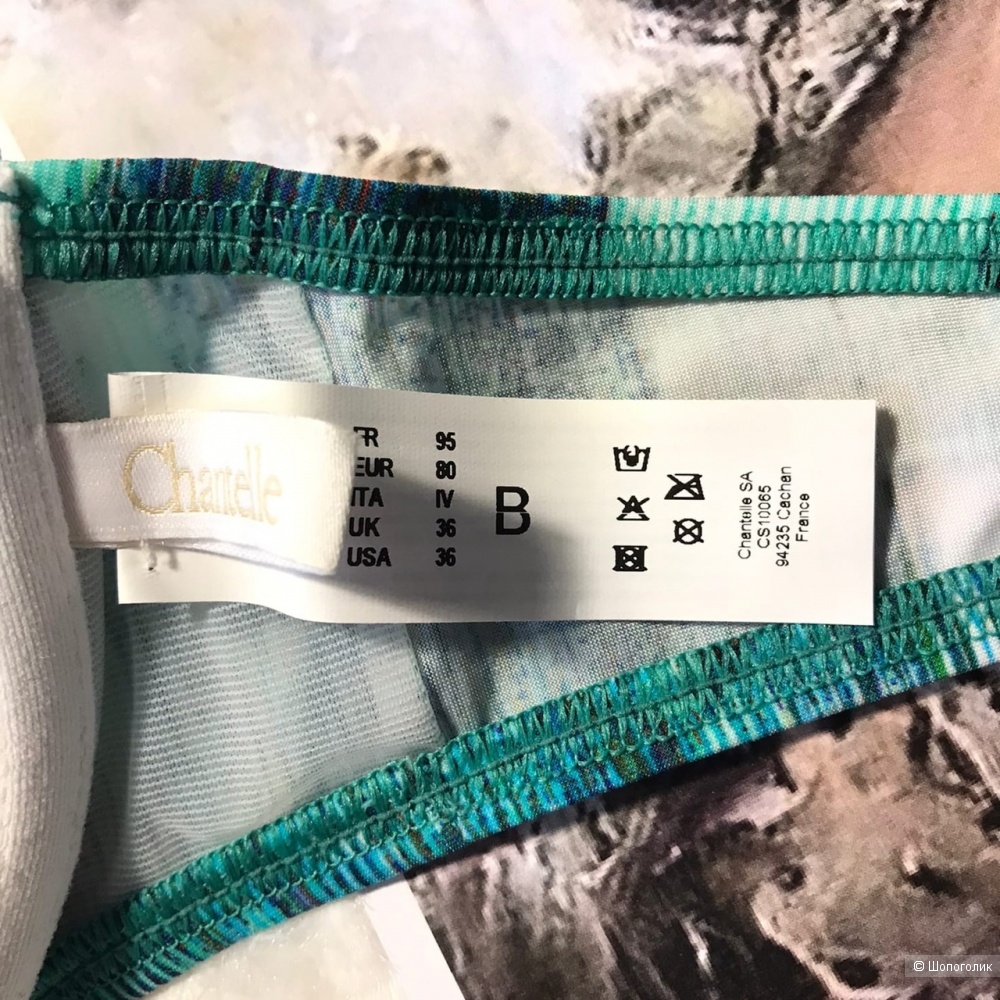 Chantelle
FR 95
EUR 80
ITA IV
UK 36
USA 36
B
Chantelle SA
CS10065
94235 Cachan
France
© Шопоголик